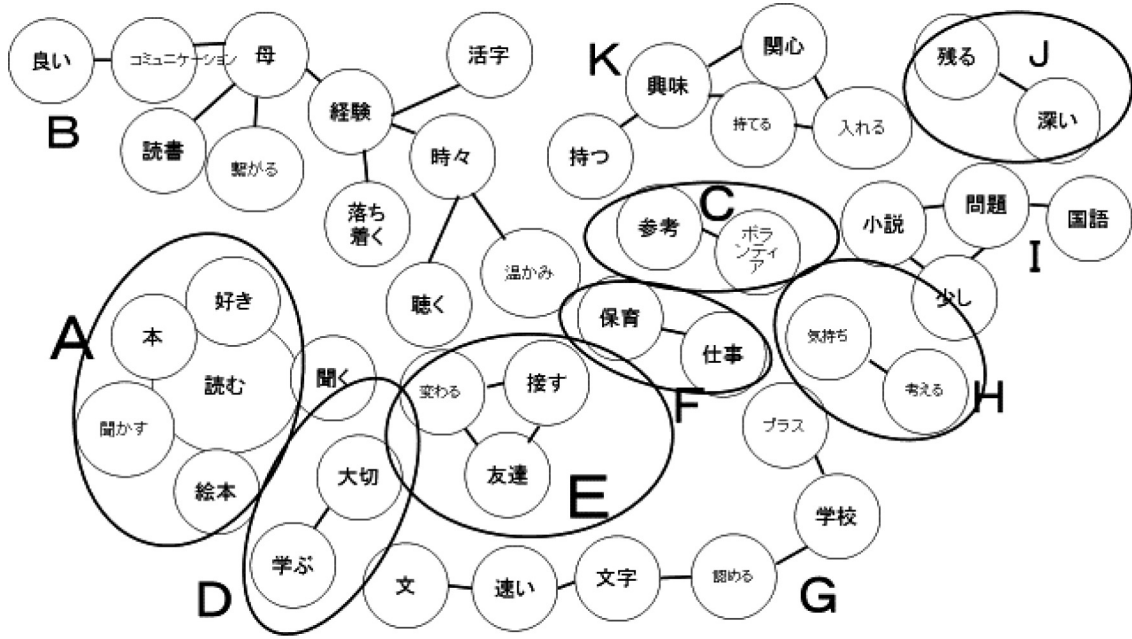 良い
コミュニケーション
母
活字
B
読書
繋がる
経験
時々
落ち
着く
聴く
温かみ
K
興味
関心
持つ
持てる
入れる
残る
J
深い
C
参考
ボラ
ンティ
ア
小説
問題
国語
I
少し
A
好き
本
読む
聞かす
絵本
聞く
大切
学ぶ
D
変わる
接す
友達
E
保育
仕事
F
気持ち
考える
H
プラス
学校
文
速い
文字
認める
G